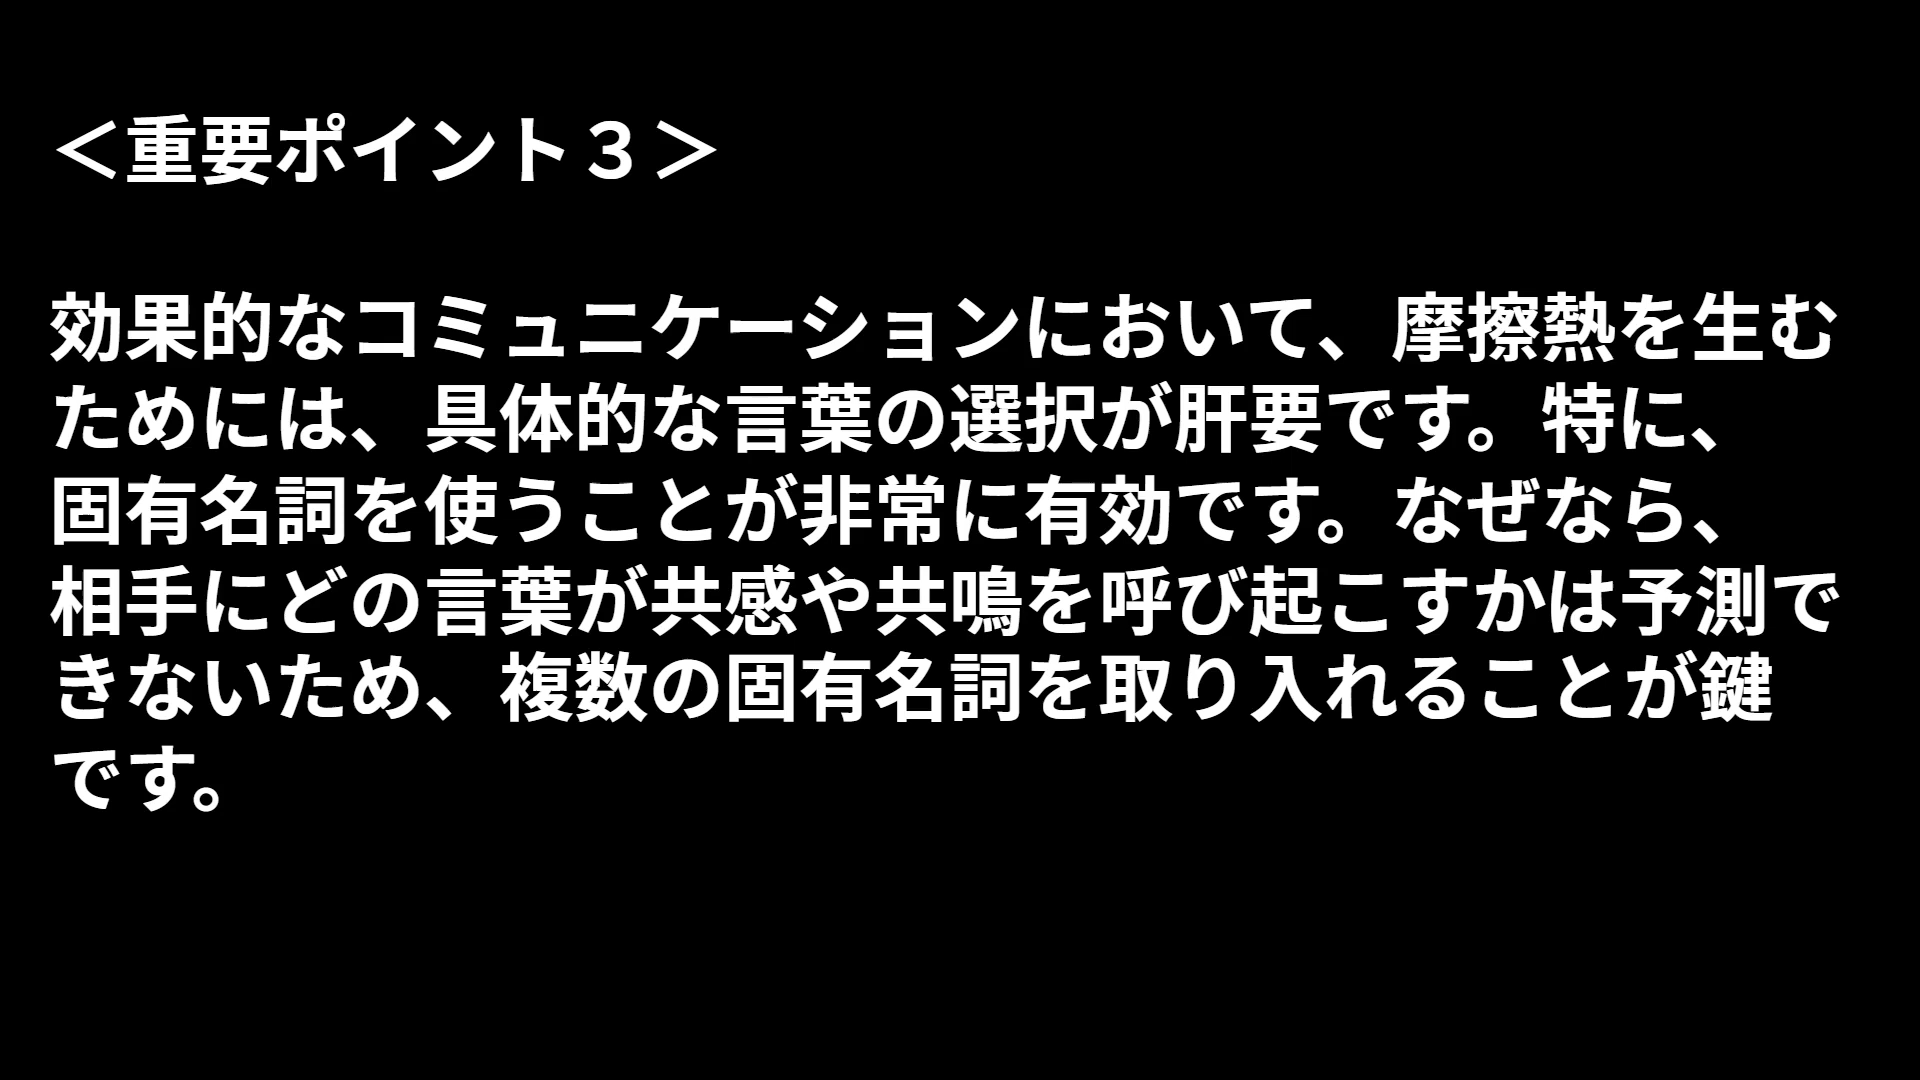 ＜重要ポイント３＞
効果的なコミュニケーションにおいて、摩擦熱を生む
ためには、具体的な言葉の選択が肝要です。特に、
固有名詞を使うことが非常に有効です。なぜなら、
相手にどの言葉が共感や共鳴を呼び起こすかは予測で
きないため、複数の固有名詞を取り入れることが鍵
です。